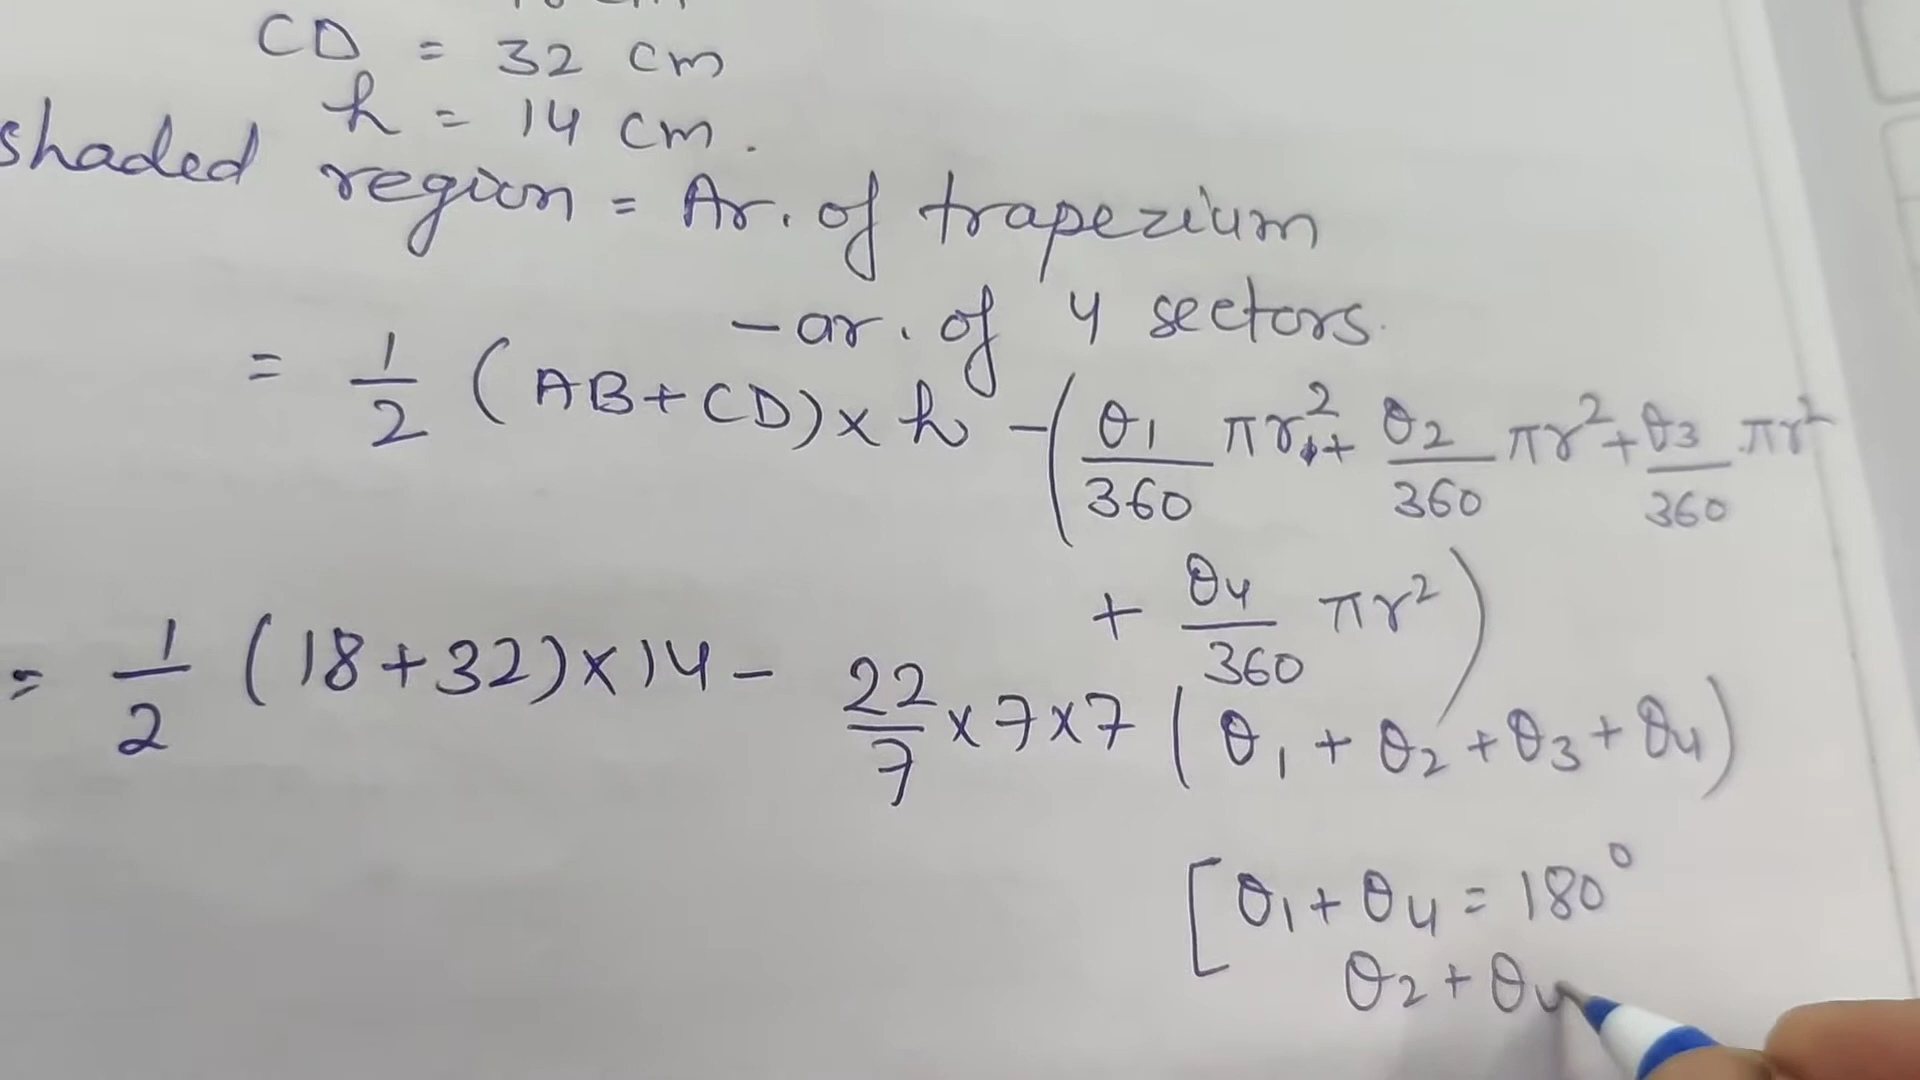 CD = 32 cm
h = 14 cm.
shaded region = Ar. of trapezium
- ar. of 4 sectors.
= 1/2 (AB+CD) × h - (θ1/360 πr1² + θ2/360 πr² + θ3/360 πr²
+ θ4/360 πr²)
= 1/2 (18+32) × 14 - 22/7 × 7 × 7 (θ1 + θ2 + θ3 + θ4)
[θ1 + θ4 = 180°
θ2 + θ4